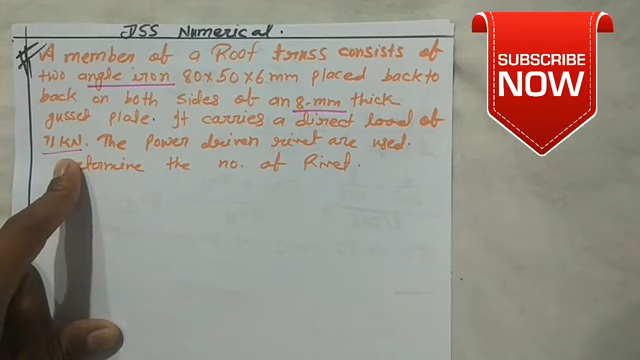 DSS Numerical.
A member of a Roof truss consists of
two angle iron 80×50×6 mm placed back to
back on both sides of an 8-mm thick
gusset plate. It carries a direct load of
71 KN. The power driven rivet are used.
the no. of Rivet.
SUBSCRIBE
NOW